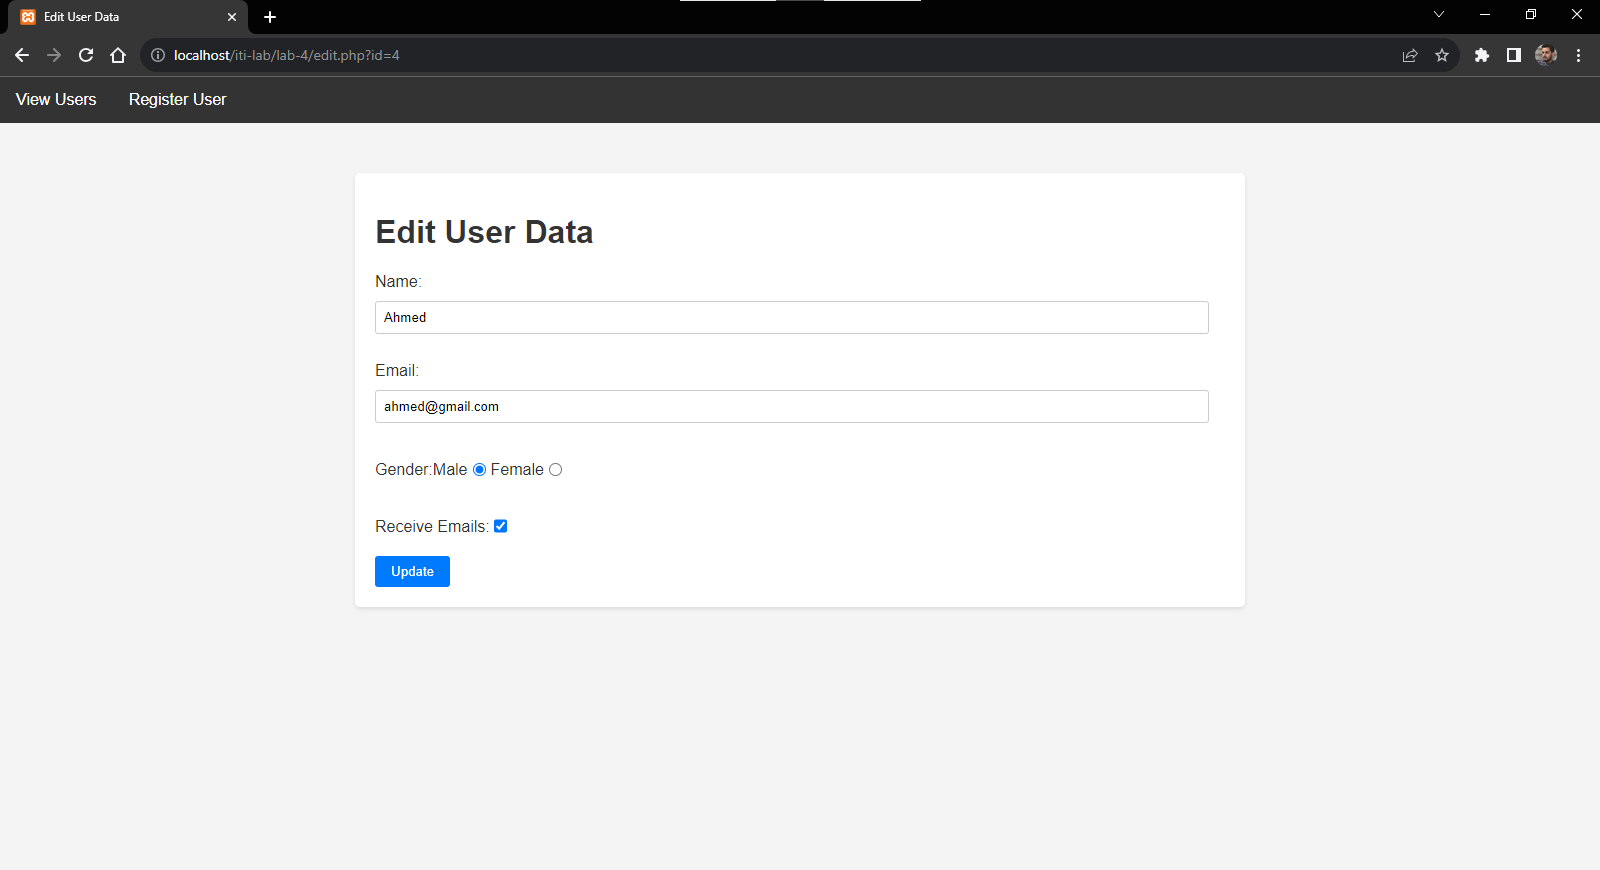 Edit User Data
localhost/iti-lab/lab-4/edit.php?id=4
View Users Register User
Edit User Data
Name:
Ahmed
Email:
ahmed@gmail.com
Gender:Male Female
Receive Emails:
Update